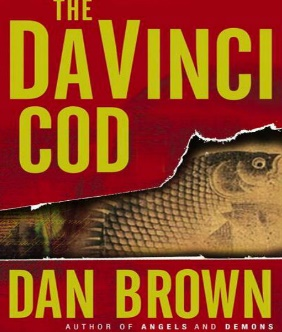 THE
DAVINCI
COD
DAN BROWN
AUTHOR OF ANGELS AND DEMONS